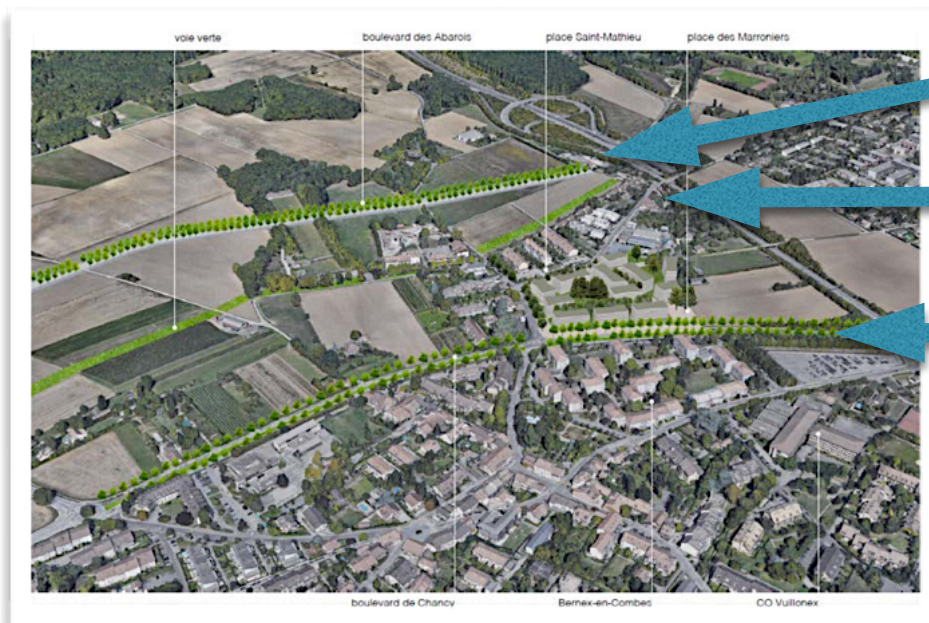 voie verte
boulevard des Abarois
place Saint-Mathieu
place des Marroniers
boulevard de Chancy
Bernex-en-Combes
CO Vuillonex